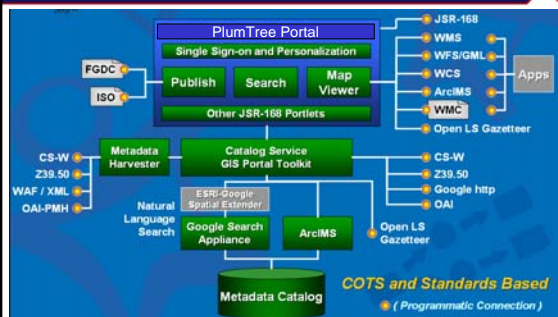 PlumTree Portal
Single Sign-on and Personalization
Publish
Search
Map
Viewer
Other JSR-168 Portlets
FGDC
ISO
JSR-168
WMS
WFS/GML
WCS
ArcIMS
WMC
Open LS Gazetteer
Apps
Metadata
Harvester
Catalog Service
GIS Portal Toolkit
CS-W
Z39.50
WAF / XML
OAI-PMH
CS-W
Z39.50
Google http
OAI
Natural
Language
Search
ESRI-Google
Spatial Extender
Google Search
Appliance
ArcIMS
Open LS
Gazetteer
Metadata Catalog
COTS and Standards Based
( Programmatic Connection )